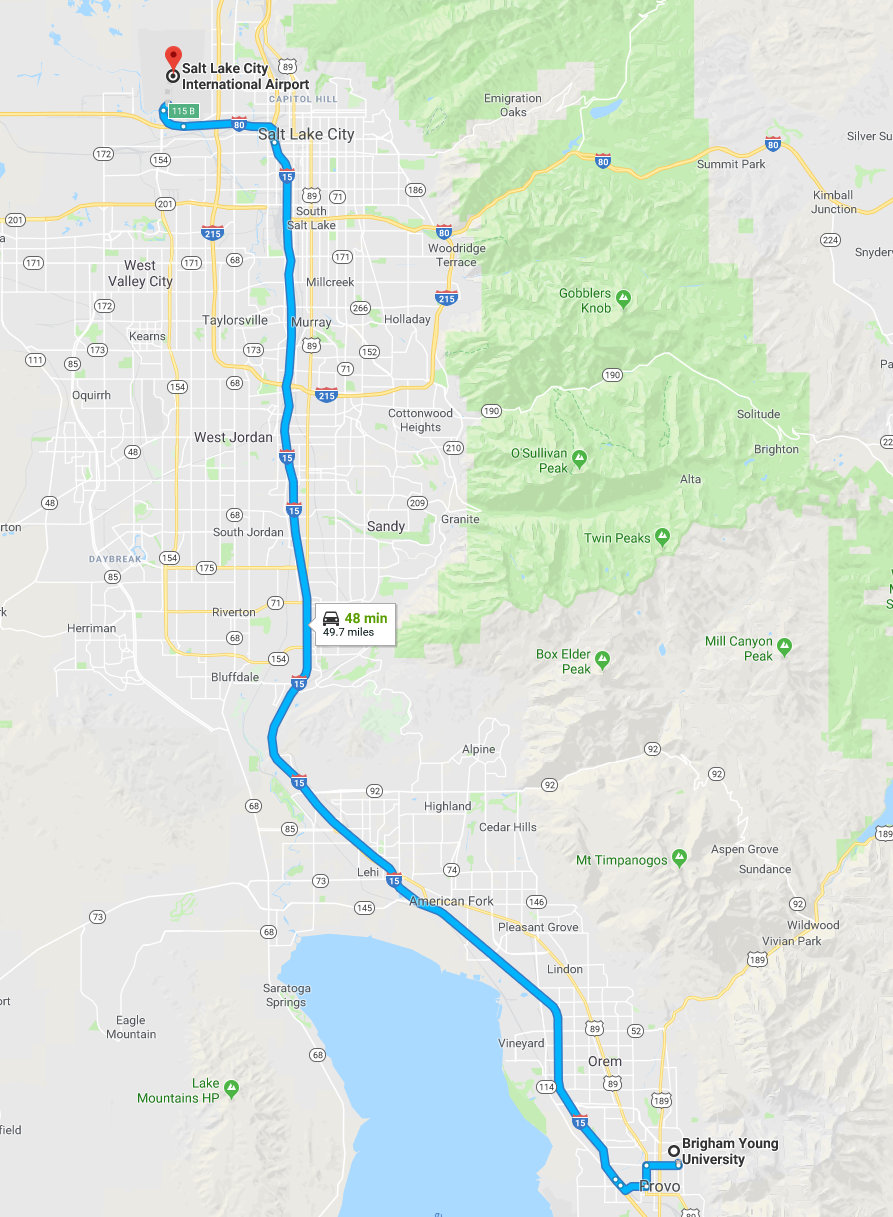 89
Salt Lake City
International Airport
CAPITOL HILL
Emigration
Oaks
115 B
80
Salt Lake City
Silver Su
80
80
172
154
Summit Park
186
15
89
71
Kimball
Junction
201
201
South
Salt Lake
215
80
224
Woodridge
Terrace
Snyder
171
West
Valley City
171
68
171
Millcreek
215
Gobblers
Knob
172
266
Taylorsville
Murray
Holladay
Kearns
173
173
89
152
111
85
71
Pa
154
68
190
Oquirrh
215
Cottonwood
Heights
190
Solitude
West Jordan
210
Brighton
48
15
O'Sullivan
Peak
Alta
48
209
15
rton
68
Sandy
Granite
South Jordan
Twin Peaks
DAYBREAK
154
175
85
71
Riverton
48 min
49.7 miles
Herriman
68
154
Box Elder
Peak
Mill Canyon
Peak
Bluffdale
15
Alpine
92
92
15
92
92
68
Highland
85
Cedar Hills
189
Mt Timpanogos
Aspen Grove
Sundance
Lehi
74
73
15
American Fork
146
145
92
73
Pleasant Grove
Wildwood
68
Vivian Park
189
Lindon
Saratoga
Springs
ort
Eagle
Mountain
89
52
Vineyard
68
Orem
Lake
Mountains HP
114
89
189
15
field
Brigham Young
University
Provo
89